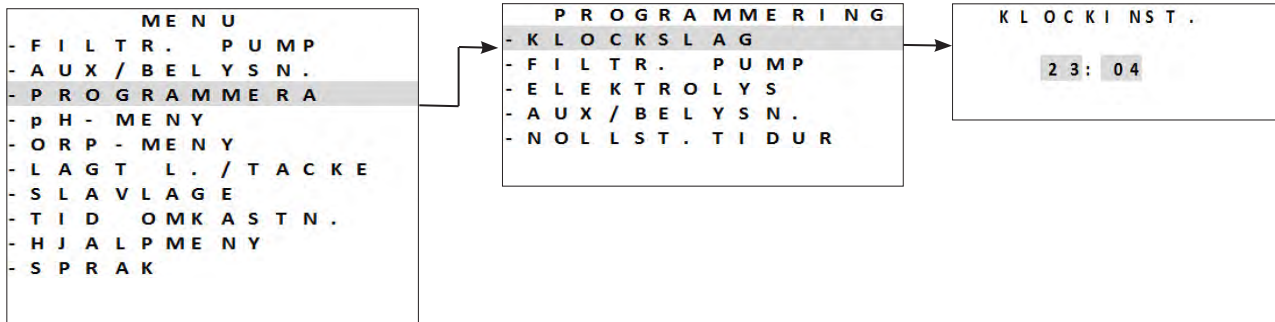 MENU
- FILTR. PUMP
- AUX/BELYSN.
- PROGRAMMERA
- pH- MENY
- ORP-MENY
- LAGT L./TACKE
- SLAVLAGE
- TID OMKASTN.
- HJALPMENY
- SPRAK
PROGRAMMERING
- KLOCKSLAG
- FILTR. PUMP
- ELEKTROLYS
- AUX/BELYSN.
- NOLLST. TIDUR
KLOCKINST.
23: 04